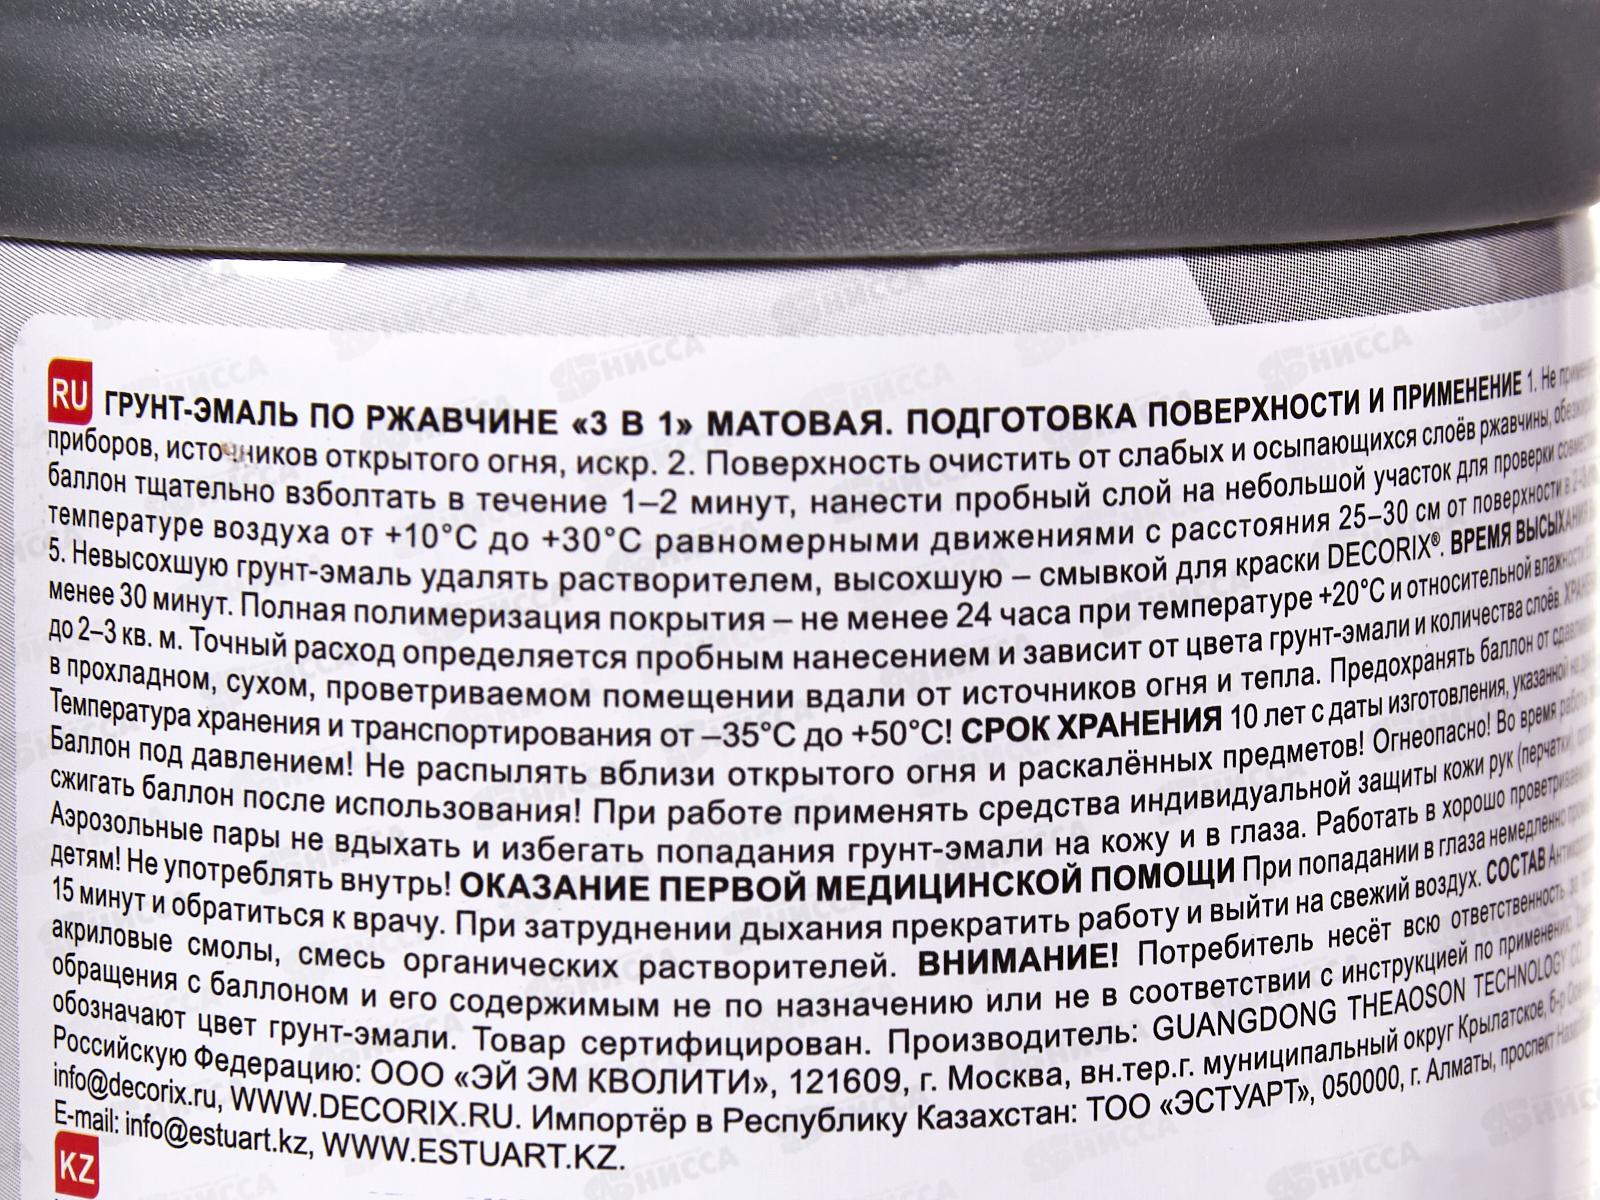 RU ГРУНТ-ЭМАЛЬ ПО РЖАВЧИНЕ «3 В 1» МАТОВАЯ. ПОДГОТОВКА ПОВЕРХНОСТИ И ПРИМЕНЕНИЕ 1. Не
приборов, источников открытого огня, искр. 2. Поверхность очистить от слабых и осыпающихся слоёв ржавчины,
баллон тщательно взболтать в течение 1–2 минут, нанести пробный слой на небольшой участок для проверки
температуре воздуха от +10°С до +30°С равномерными движениями с расстояния 25–30 см от поверхности в
5. Невысохшую грунт-эмаль удалять растворителем, высохшую – смывкой для краски DECORIX®. ВРЕМЯ ВЫСЫХАНИЯ
менее 30 минут. Полная полимеризация покрытия – не менее 24 часа при температуре +20°С и относительной влажности
до 2–3 кв. м. Точный расход определяется пробным нанесением и зависит от цвета грунт-эмали и количества слоёв.
в прохладном, сухом, проветриваемом помещении вдали от источников огня и тепла. Предохранять баллон от
Температура хранения и транспортирования от –35°С до +50°С! СРОК ХРАНЕНИЯ 10 лет с даты изготовления, указанной на
Баллон под давлением! Не распылять вблизи открытого огня и раскалённых предметов! Огнеопасно! Во время работы
сжигать баллон после использования! При работе применять средства индивидуальной защиты кожи рук (перчатки),
Аэрозольные пары не вдыхать и избегать попадания грунт-эмали на кожу и в глаза. Работать в хорошо
детям! Не употреблять внутрь! ОКАЗАНИЕ ПЕРВОЙ МЕДИЦИНСКОЙ ПОМОЩИ При попадании в глаза немедленно
15 минут и обратиться к врачу. При затруднении дыхания прекратить работу и выйти на свежий воздух. СОСТАВ
акриловые смолы, смесь органических растворителей. ВНИМАНИЕ! Потребитель несёт всю ответственность
обращения с баллоном и его содержимым не по назначению или не в соответствии с инструкцией по применению.
обозначают цвет грунт-эмали. Товар сертифицирован. Производитель: GUANGDONG THEAOSON TECHNOLOGY CO.
Российскую Федерацию: ООО «ЭЙ ЭМ КВОЛИТИ», 121609, г. Москва, вн.тер.г. муниципальный округ Крылатское, б-р
info@decorix.ru, WWW.DECORIX.RU. Импортёр в Республику Казахстан: ТОО «ЭСТУАРТ», 050000, г. Алматы, проспект
E-mail: info@estuart.kz, WWW.ESTUART.KZ.
KZ